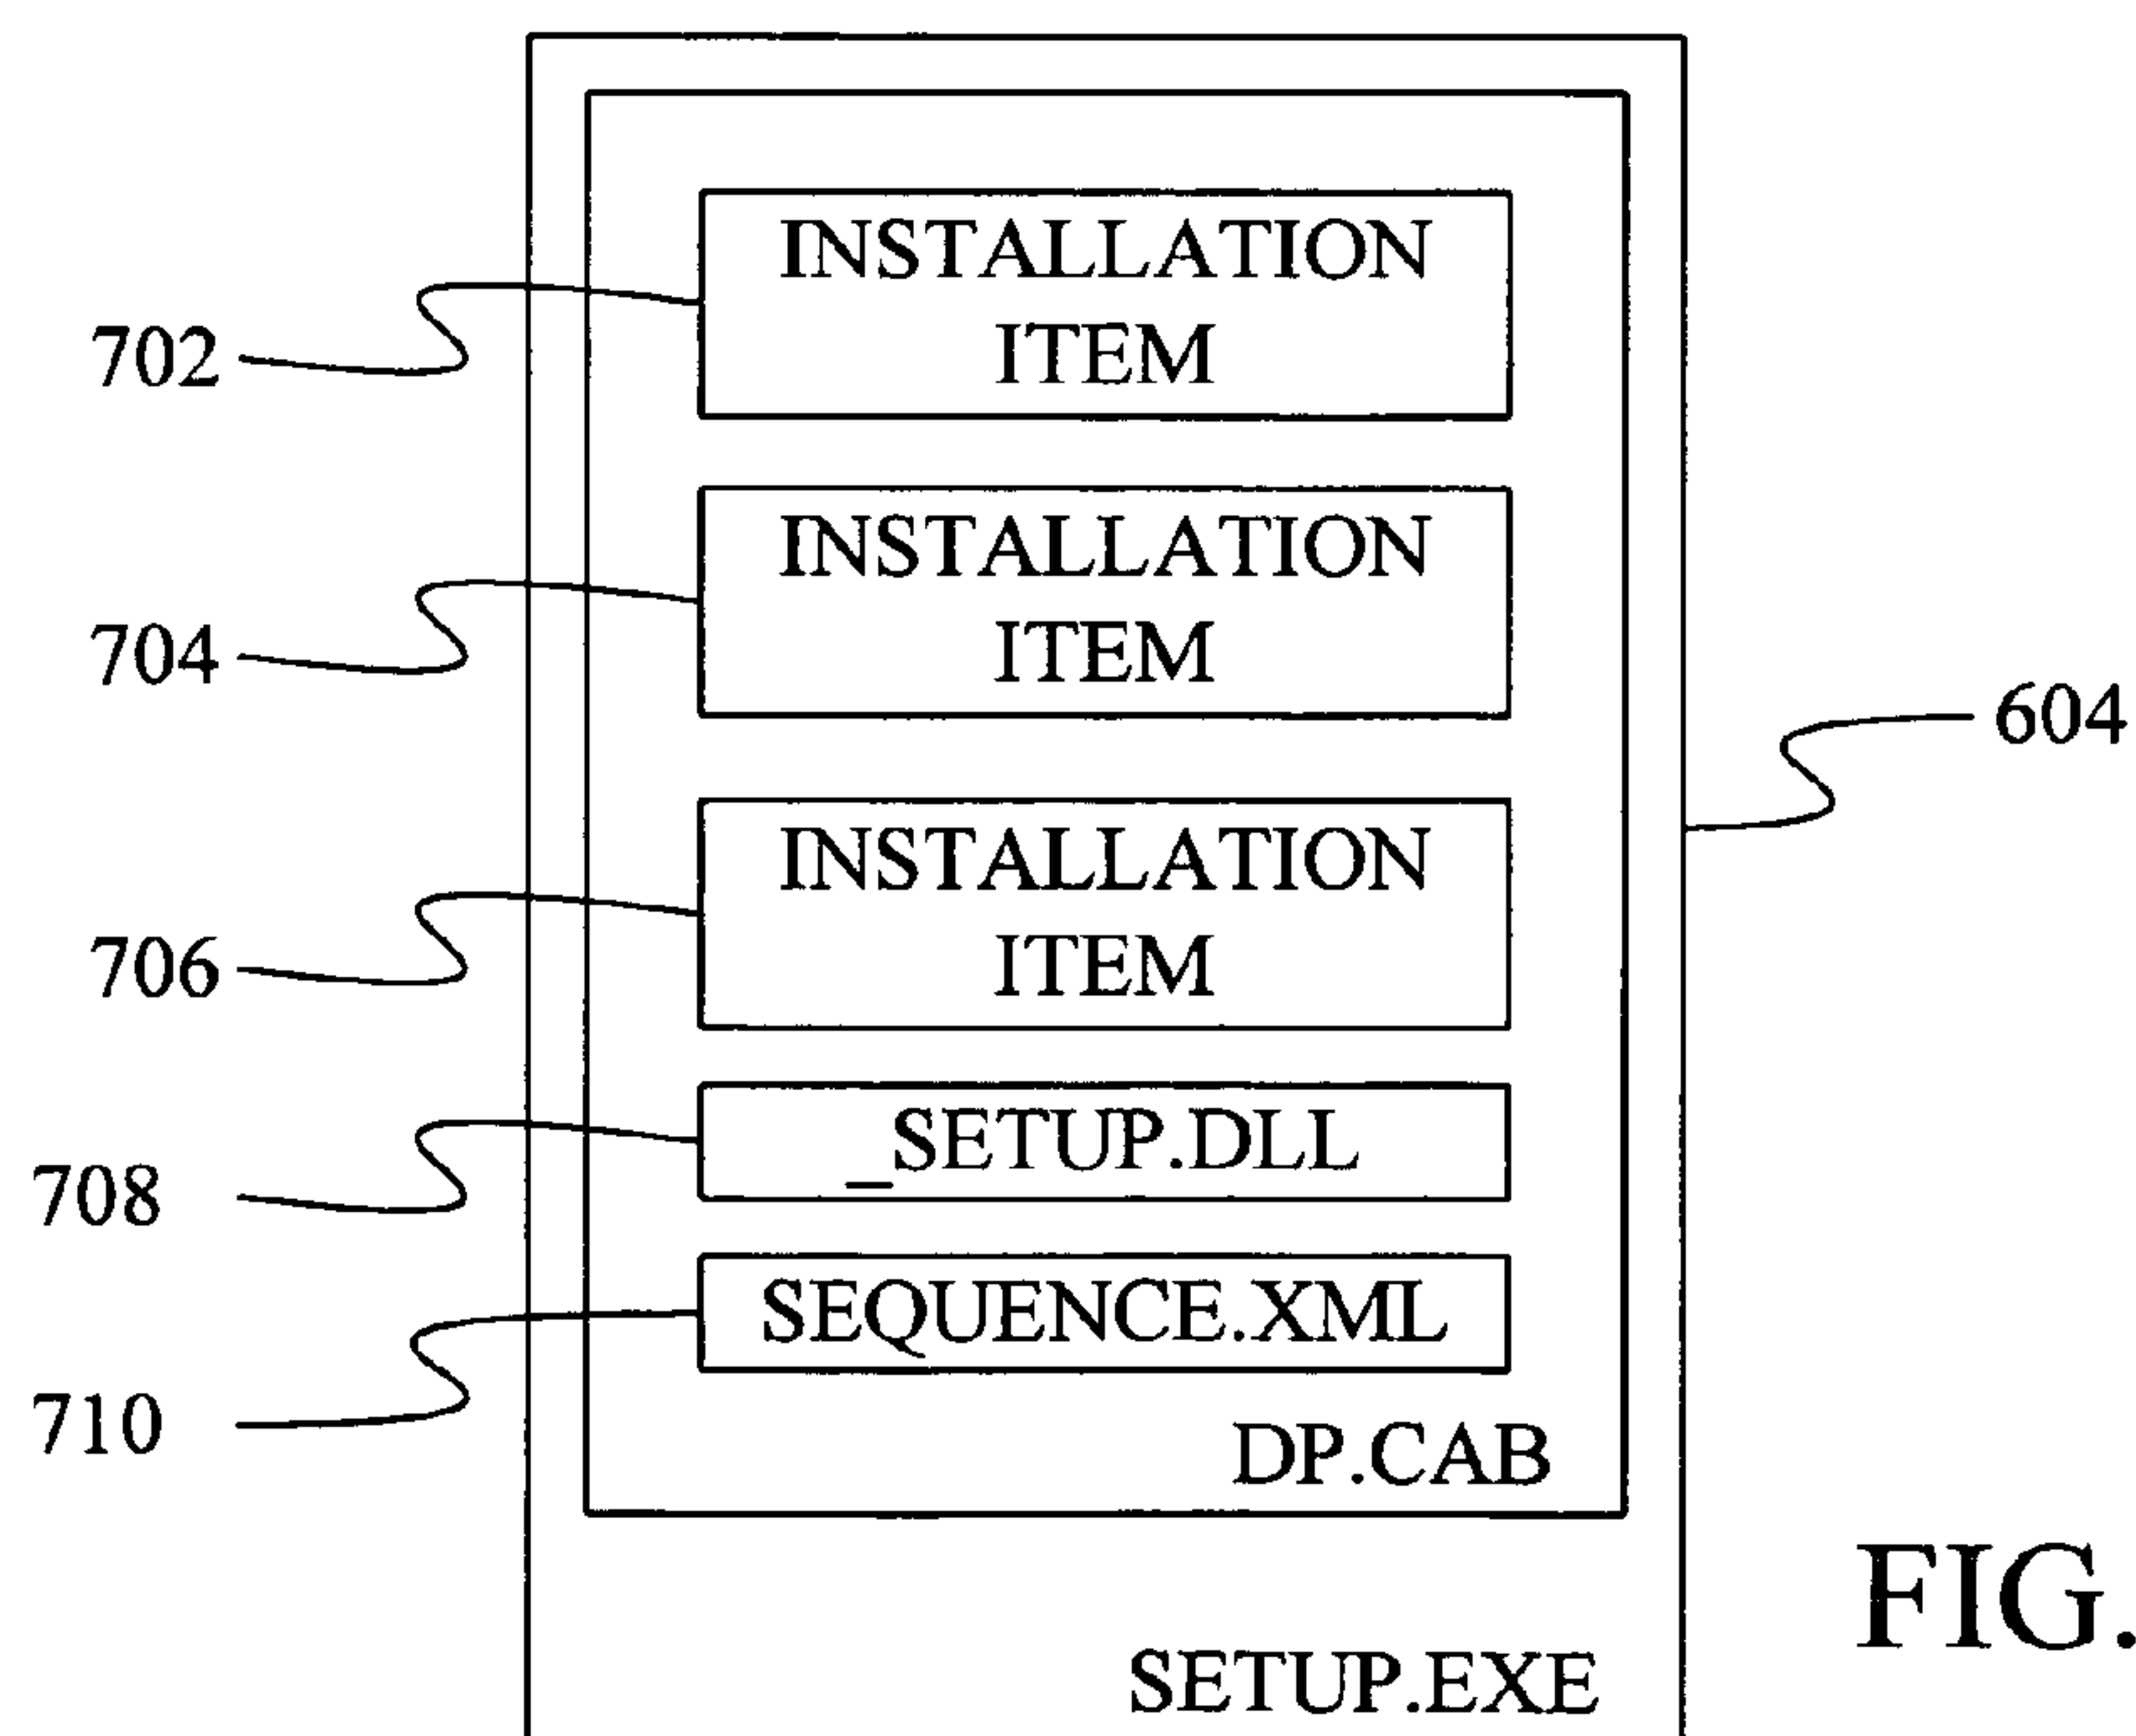 INSTALLATION
ITEM
702
INSTALLATION
ITEM
704
604
INSTALLATION
ITEM
706
_SETUP.DLL
708
SEQUENCE.XML
710
DP.CAB
FIG.
SETUP.EXE